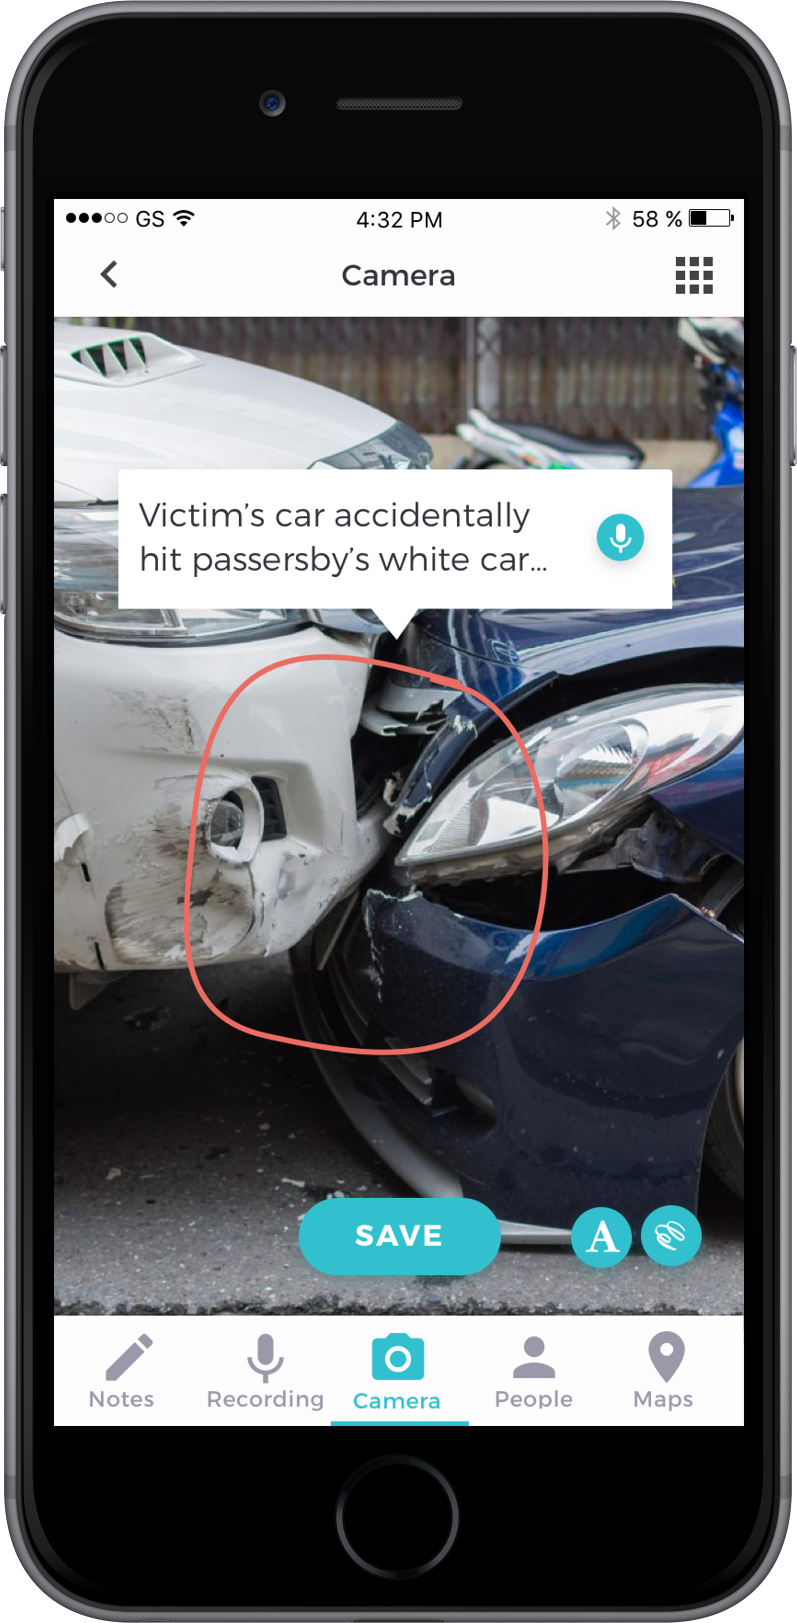 GS 4:32 PM 58 %
Camera
Victim’s car accidentally
hit passersby’s white car...
SAVE A
Notes Recording Camera People Maps